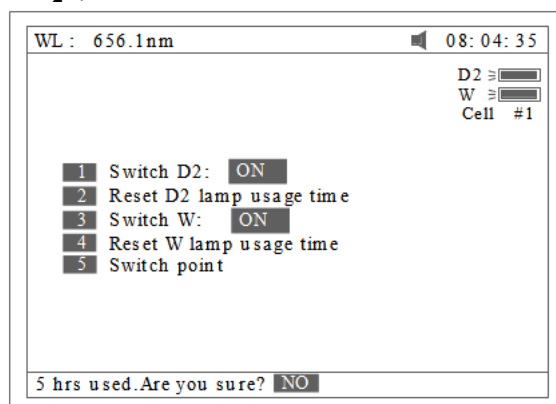 WL: 656.1nm 08:04:35
D2
W
Cell #1
1 Switch D2: ON
2 Reset D2 lamp usage time
3 Switch W: ON
4 Reset W lamp usage time
5 Switch point
5 hrs used.Are you sure? NO